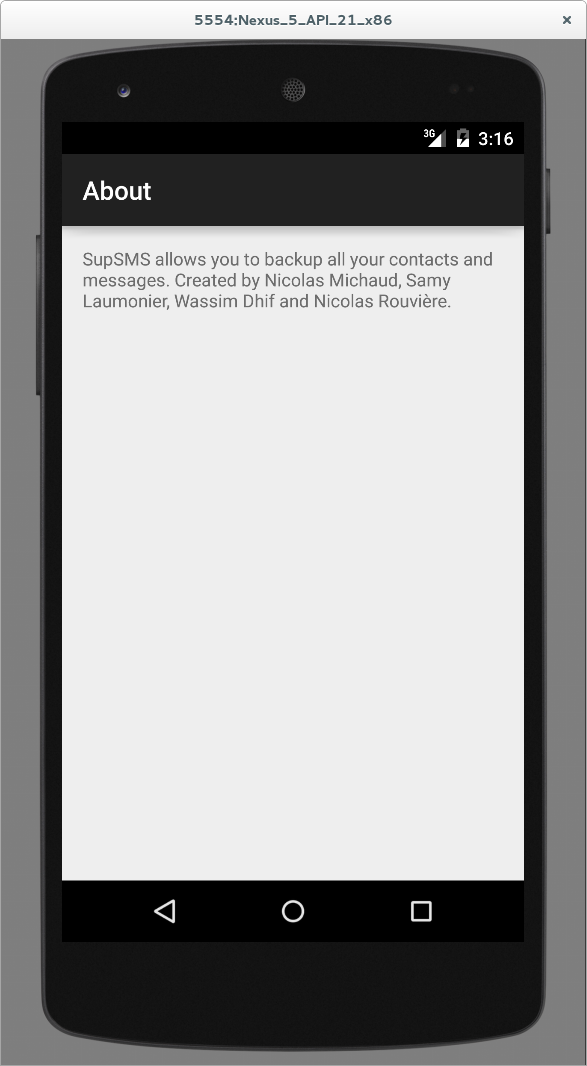 5554:Nexus_5_API_21_x86
3G 3:16
About
SupSMS allows you to backup all your contacts and
messages. Created by Nicolas Michaud, Samy
Laumonier, Wassim Dhif and Nicolas Rouvière.